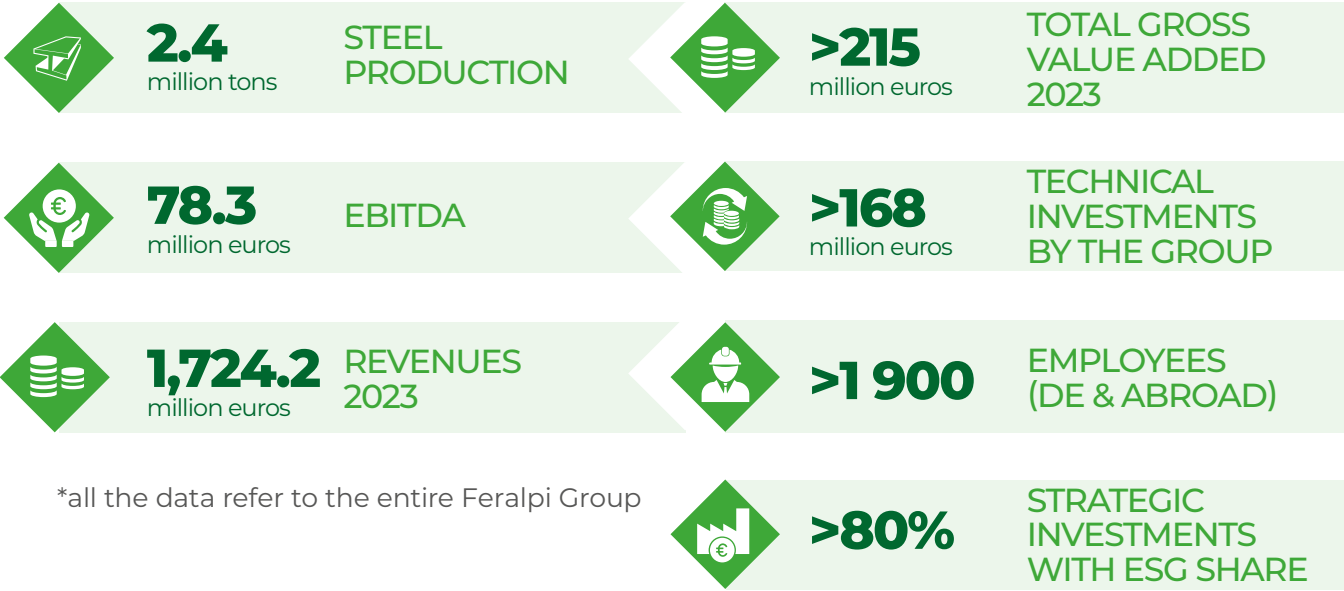 2.4
million tons
STEEL
PRODUCTION
>215
million euros
TOTAL GROSS
VALUE ADDED
2023
€
78.3
million euros
EBITDA
>168
million euros
TECHNICAL
INVESTMENTS
BY THE GROUP
1,724.2
million euros
REVENUES
2023
>1 900
EMPLOYEES
(DE & ABROAD)
*all the data refer to the entire Feralpi Group
€
>80%
STRATEGIC
INVESTMENTS
WITH ESG SHARE